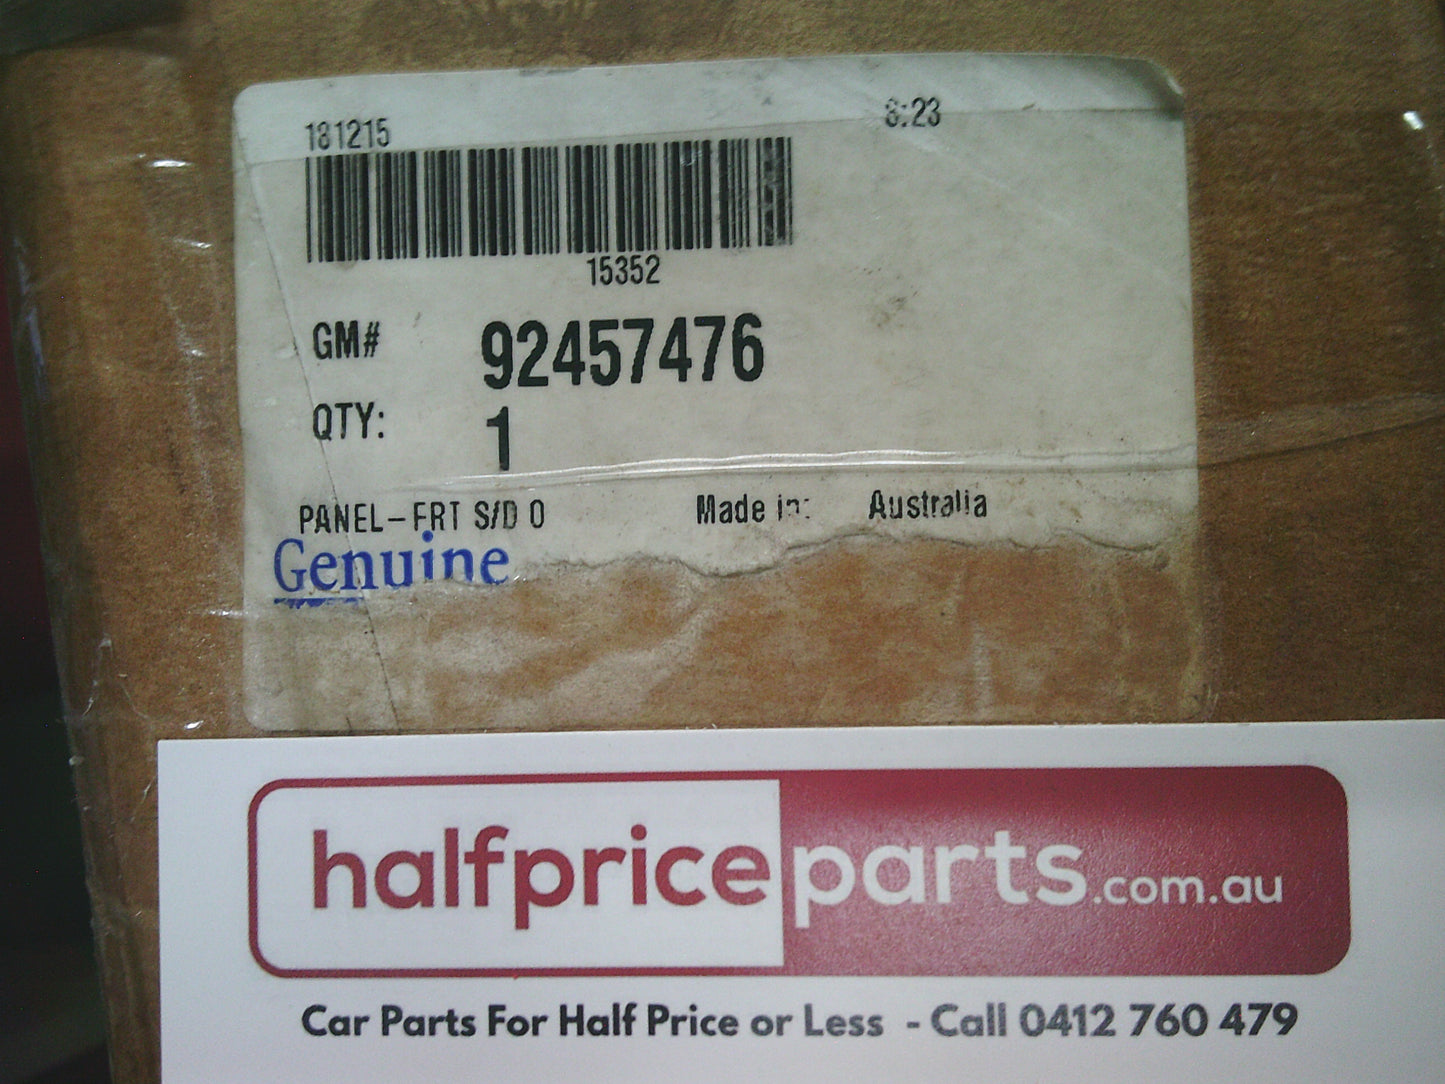 181215 8:23
15352
GM# 92457476
QTY: 1
PANEL-FRT S/D O Made in: Australia
Genuine
halfpriceparts.com.au
Car Parts For Half Price or Less - Call 0412 760 479